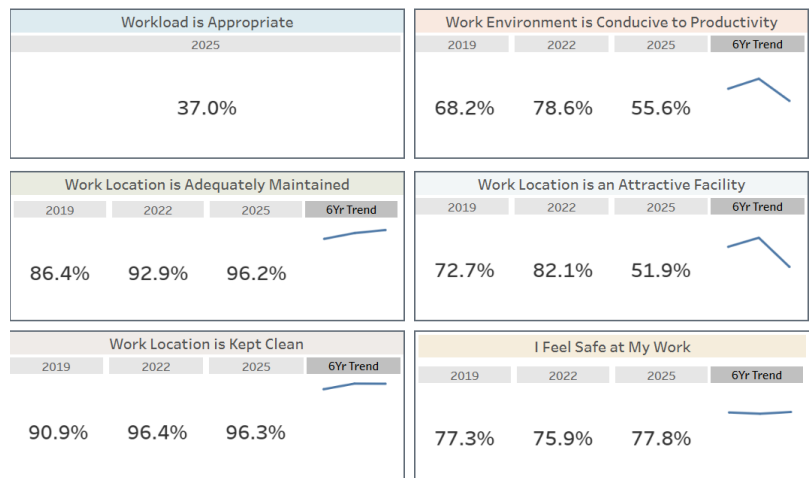 Workload is Appropriate
2025
37.0%
Work Environment is Conducive to Productivity
2019 2022 2025 6Yr Trend
68.2% 78.6% 55.6%
Work Location is Adequately Maintained
2019 2022 2025 6Yr Trend
86.4% 92.9% 96.2%
Work Location is an Attractive Facility
2019 2022 2025 6Yr Trend
72.7% 82.1% 51.9%
Work Location is Kept Clean
2019 2022 2025 6Yr Trend
90.9% 96.4% 96.3%
I Feel Safe at My Work
2019 2022 2025 6Yr Trend
77.3% 75.9% 77.8%